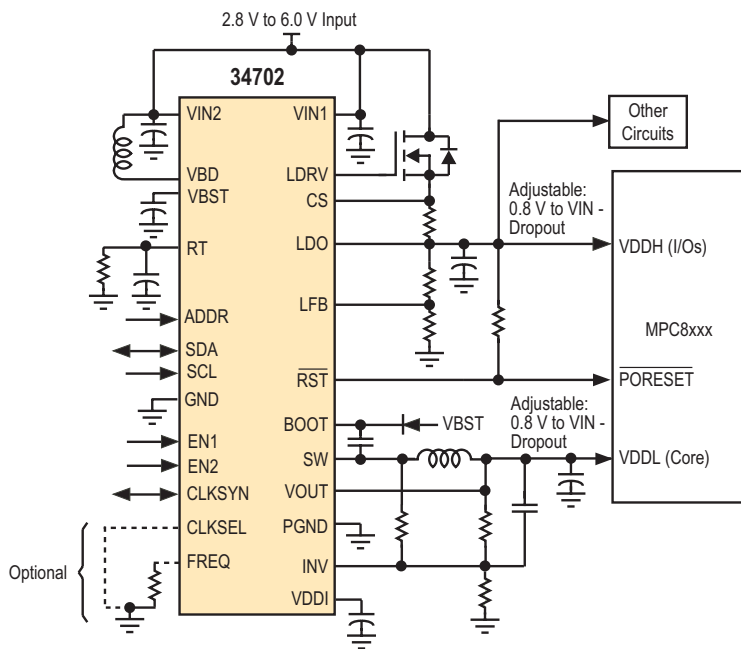 2.8 V to 6.0 V Input
34702
VIN2
VIN1
Other
Circuits
VBD
LDRV
VBST
CS
Adjustable:
0.8 V to VIN -
Dropout
RT
LDO
VDDH (I/Os)
LFB
ADDR
MPC8xxx
SDA
SCL
RST
PORESET
GND
Adjustable:
0.8 V to VIN -
Dropout
BOOT
VBST
EN1
SW
VDDL (Core)
EN2
VOUT
CLKSYN
CLKSEL
PGND
Optional
FREQ
INV
VDDI